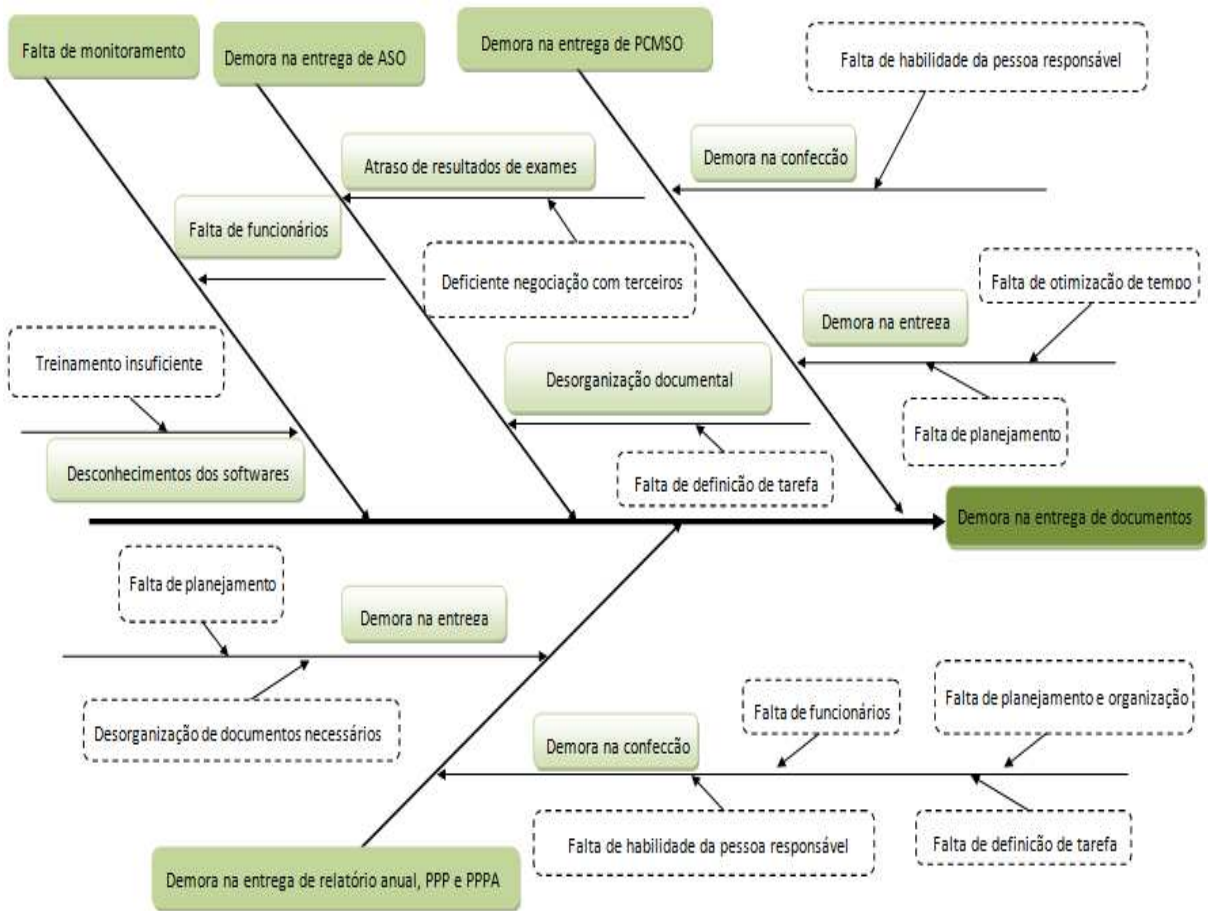 Falta de monitoramento
Demora na entrega de ASO
Demora na entrega de PCMSO
Falta de habilidade da pessoa responsável
Demora na confecção
Atraso de resultados de exames
Falta de funcionários
Deficiente negociação com terceiros
Falta de otimização de tempo
Demora na entrega
Treinamento insuficiente
Desorganização documental
Falta de planejamento
Desconhecimentos dos softwares
Falta de definicão de tarefa
Demora na entrega de documentos
Falta de planejamento
Demora na entrega
Desorganização de documentos necessários
Falta de funcionários
Falta de planejamento e organização
Demora na confecção
Falta de habilidade da pessoa responsável
Falta de definicão de tarefa
Demora na entrega de relatório anual, PPP e PPPA